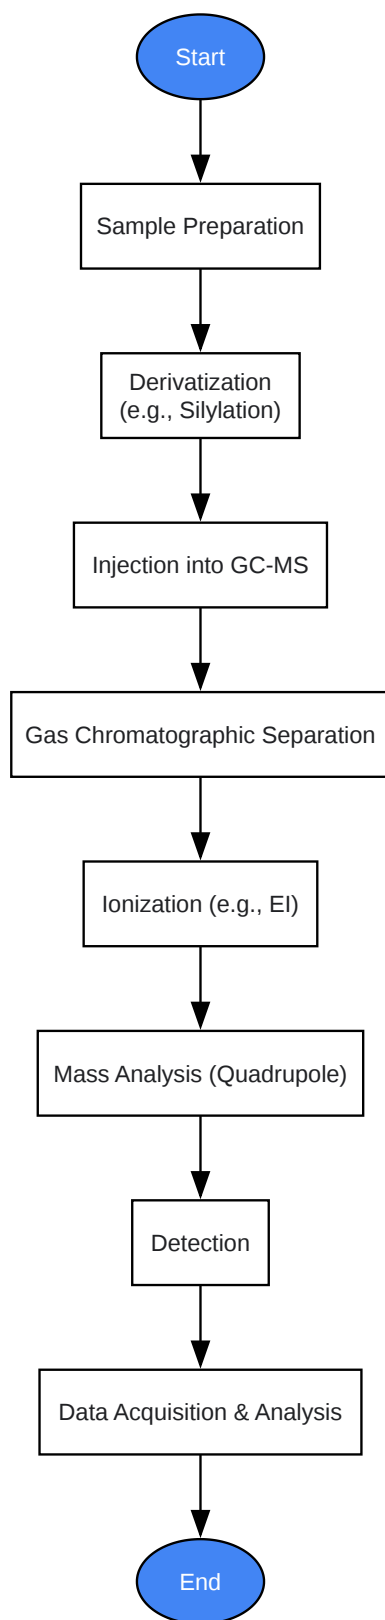 Start
Sample Preparation
Derivatization
(e.g., Silylation)
Injection into GC-MS
Gas Chromatographic Separation
Ionization (e.g., EI)
Mass Analysis (Quadrupole)
Detection
Data Acquisition & Analysis
End